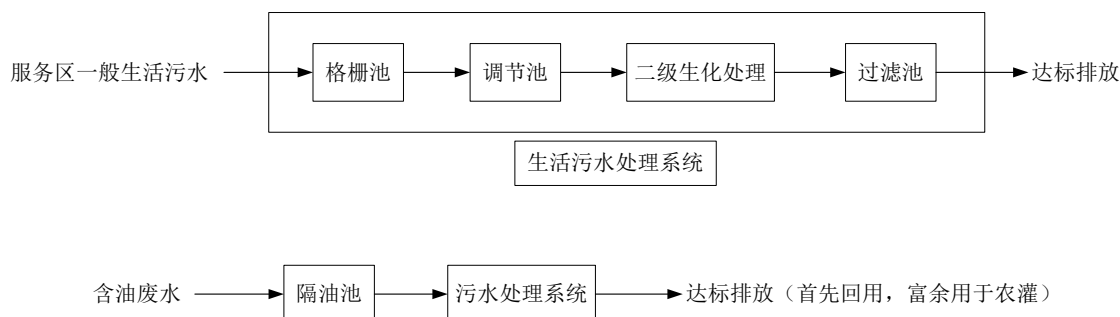 服务区一般生活污水
格栅池
调节池
二级生化处理
过滤池
达标排放
生活污水处理系统
含油废水
隔油池
污水处理系统
达标排放（首先回用，富余用于农灌）